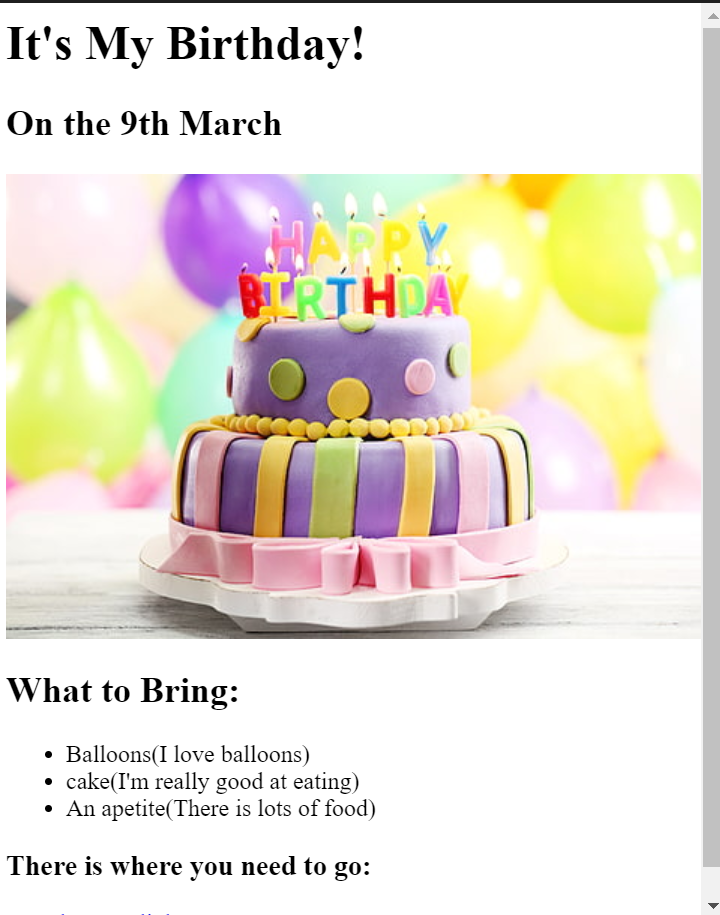 It's My Birthday!
On the 9th March
HAPPY
BIRTHDAY
What to Bring:
Balloons(I love balloons)
cake(I'm really good at eating)
An apetite(There is lots of food)
There is where you need to go: